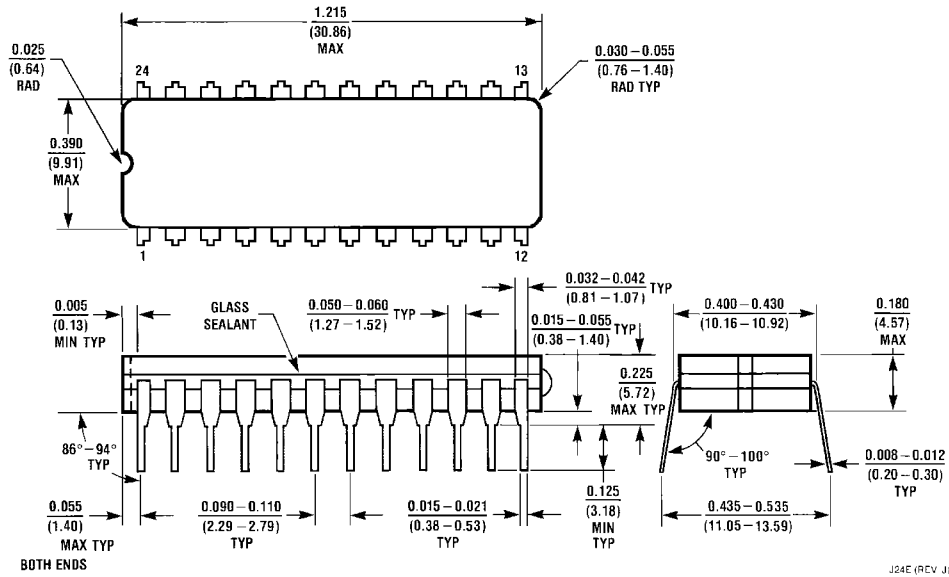 1.215
(30.86)
MAX
0.025
(0.64)
RAD
0.030–0.055
(0.76–1.40)
RAD TYP
24
13
0.390
(9.91)
MAX
1
12
0.005
(0.13)
MIN TYP
GLASS
SEALANT
0.050–0.060
(1.27–1.52)
TYP
0.032–0.042
(0.81–1.07)
TYP
0.015–0.055
(0.38–1.40)
TYP
0.400-0.430
(10.16–10.92)
0.180
(4.57)
MAX
0.225
(5.72)
MAX TYP
86°–94°
TYP
90°–100°
TYP
0.008–0.012
(0.20–0.30)
TYP
0.055
(1.40)
MAX TYP
BOTH ENDS
0.090–0.110
(2.29–2.79)
TYP
0.015–0.021
(0.38–0.53)
TYP
0.125
(3.18)
MIN
TYP
0.435-0.535
(11.05–13.59)
J24E (REV J)